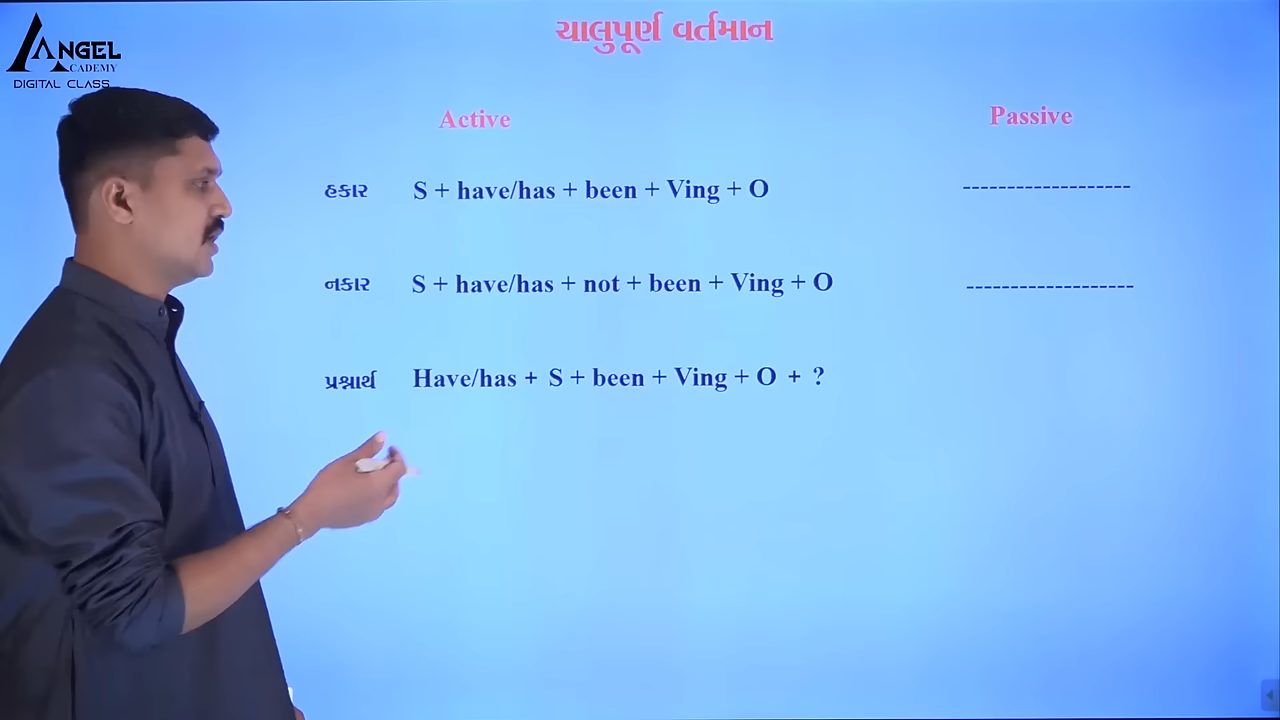 ANGEL
ACADEMY
DIGITAL CLASS
ચાલુપૂર્ણ વર્તમાન
Active Passive
હકાર S + have/has + been + Ving + O -------------------
નકાર S + have/has + not + been + Ving + O -------------------
પ્રશ્નાર્થ Have/has + S + been + Ving + O + ?